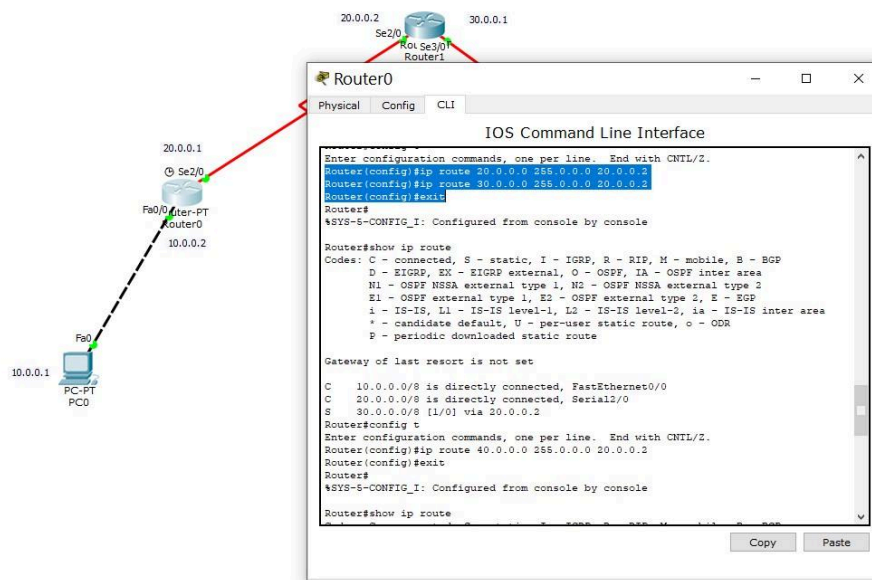 20.0.0.2
30.0.0.1
Se2/0
Se3/0
Router1
20.0.0.1
Se2/0
Fa0/0
Router0
10.0.0.2
Fa0
10.0.0.1
PC-PT
PC0
Router0
Physical Config CLI
IOS Command Line Interface
Enter configuration commands, one per line. End with CNTL/Z.
Router(config)#ip route 20.0.0.0 255.0.0.0 20.0.0.2
Router(config)#ip route 30.0.0.0 255.0.0.0 20.0.0.2
Router(config)#exit
Router#
%SYS-5-CONFIG_I: Configured from console by console
Router#show ip route
Codes: C - connected, S - static, I - IGRP, R - RIP, M - mobile, B - BGP
D - EIGRP, EX - EIGRP external, O - OSPF, IA - OSPF inter area
N1 - OSPF NSSA external type 1, N2 - OSPF NSSA external type 2
E1 - OSPF external type 1, E2 - OSPF external type 2, E - EGP
i - IS-IS, L1 - IS-IS level-1, L2 - IS-IS level-2, ia - IS-IS inter area
* - candidate default, U - per-user static route, o - ODR
P - periodic downloaded static route
Gateway of last resort is not set
C 10.0.0.0/8 is directly connected, FastEthernet0/0
C 20.0.0.0/8 is directly connected, Serial2/0
S 30.0.0.0/8 [1/0] via 20.0.0.2
Router#config t
Enter configuration commands, one per line. End with CNTL/Z.
Router(config)#ip route 40.0.0.0 255.0.0.0 20.0.0.2
Router(config)#exit
Router#
%SYS-5-CONFIG_I: Configured from console by console
Router#show ip route
Copy Paste